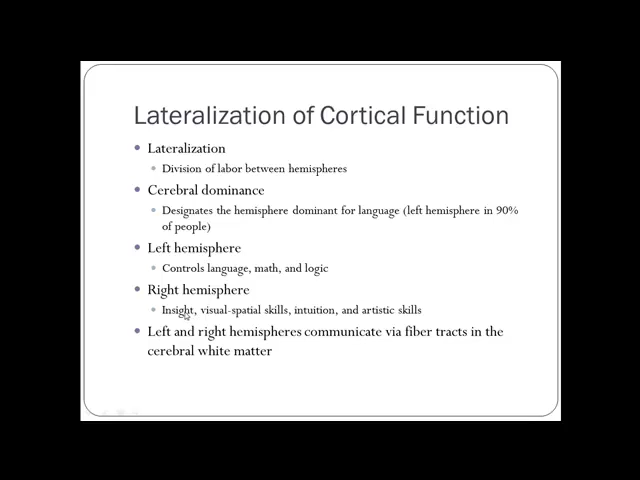 Lateralization of Cortical Function
Lateralization
Division of labor between hemispheres
Cerebral dominance
Designates the hemisphere dominant for language (left hemisphere in 90%
of people)
Left hemisphere
Controls language, math, and logic
Right hemisphere
Insight, visual-spatial skills, intuition, and artistic skills
Left and right hemispheres communicate via fiber tracts in the
cerebral white matter